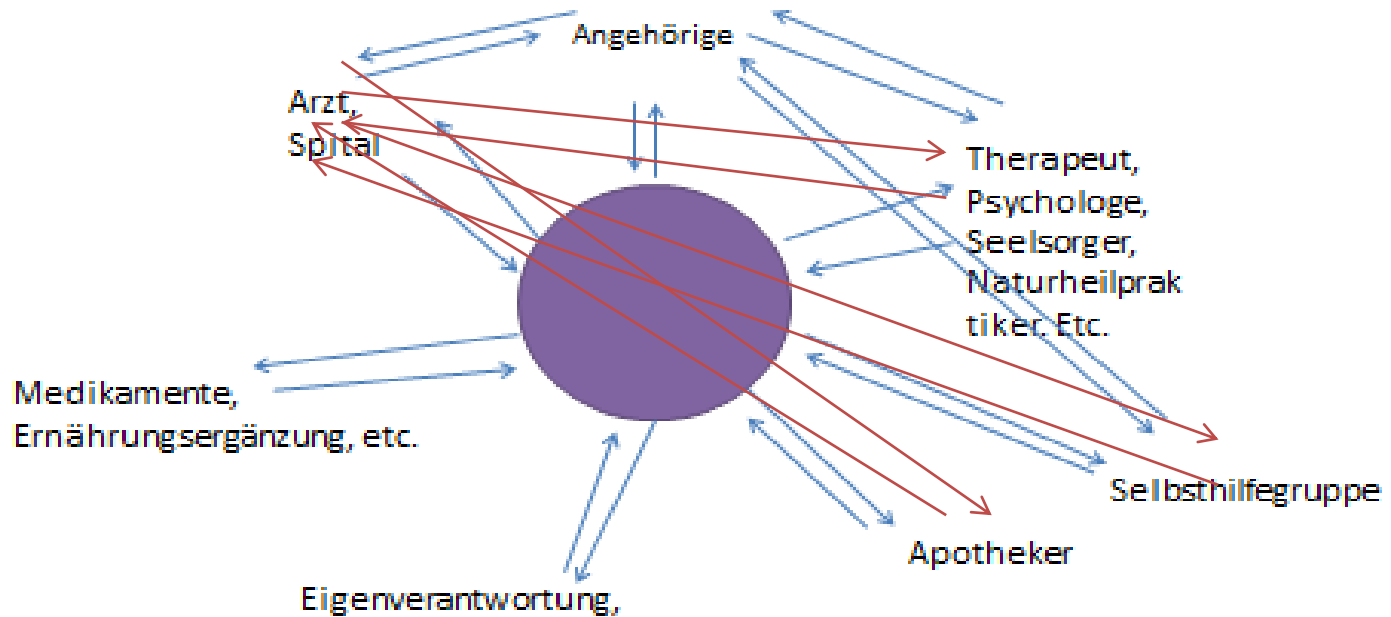 Angehörige
Arzt,
Spital
Therapeut,
Psychologe,
Seelsorger,
Naturheilprak
tiker. Etc.
Medikamente,
Ernährungsergänzung, etc.
Selbsthilfegruppe
Apotheker
Eigenverantwortung,